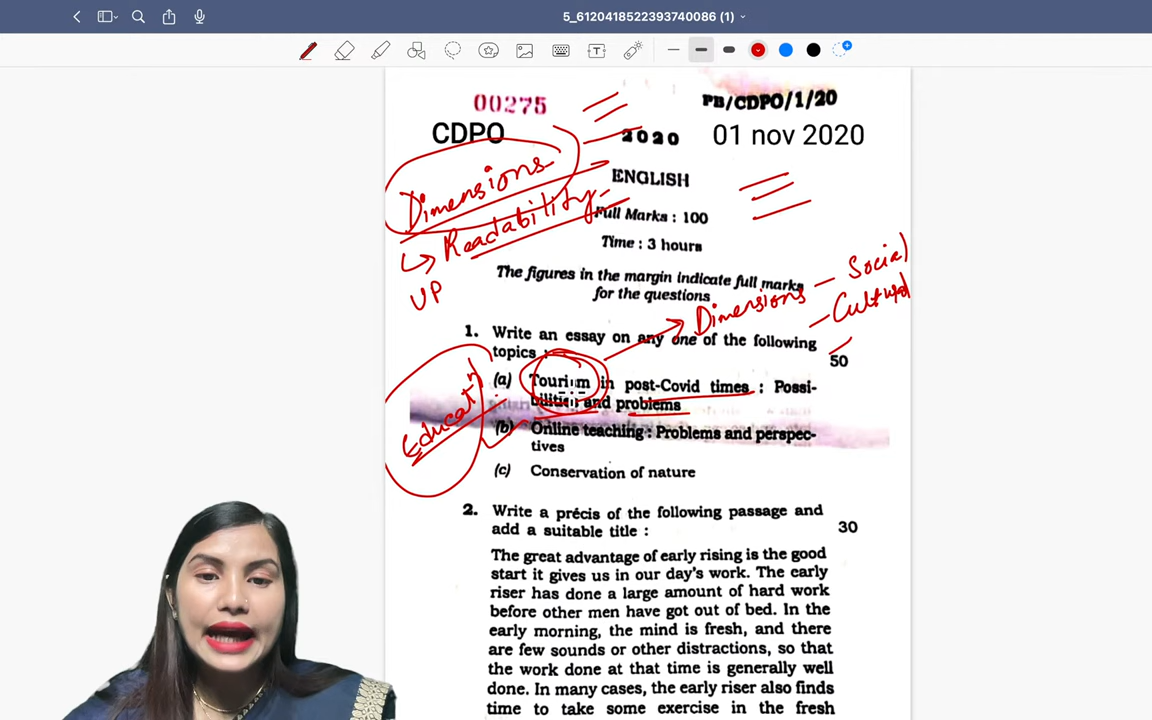 5_6120418522393740086 (1)
00275
PB/CDPO/1/20
CDPO
2020
01 nov 2020
Dimensions
ENGLISH
Readability
Full Marks : 100
UP
Time : 3 hours
The figures in the margin indicate full marks
for the questions
Dimensions
Social
Cultural
1. Write an essay on any one of the following
topics :
50
(a) Tourism in post-Covid times : Possi-
bilities and problems
Educatn
(b) Online teaching : Problems and perspec-
tives
(c) Conservation of nature
2. Write a précis of the following passage and
add a suitable title :
30
The great advantage of early rising is the good
start it gives us in our day's work. The early
riser has done a large amount of hard work
before other men have got out of bed. In the
early morning, the mind is fresh, and there
are few sounds or other distractions, so that
the work done at that time is generally well
done. In many cases, the early riser also finds
time to take some exercise in the fresh